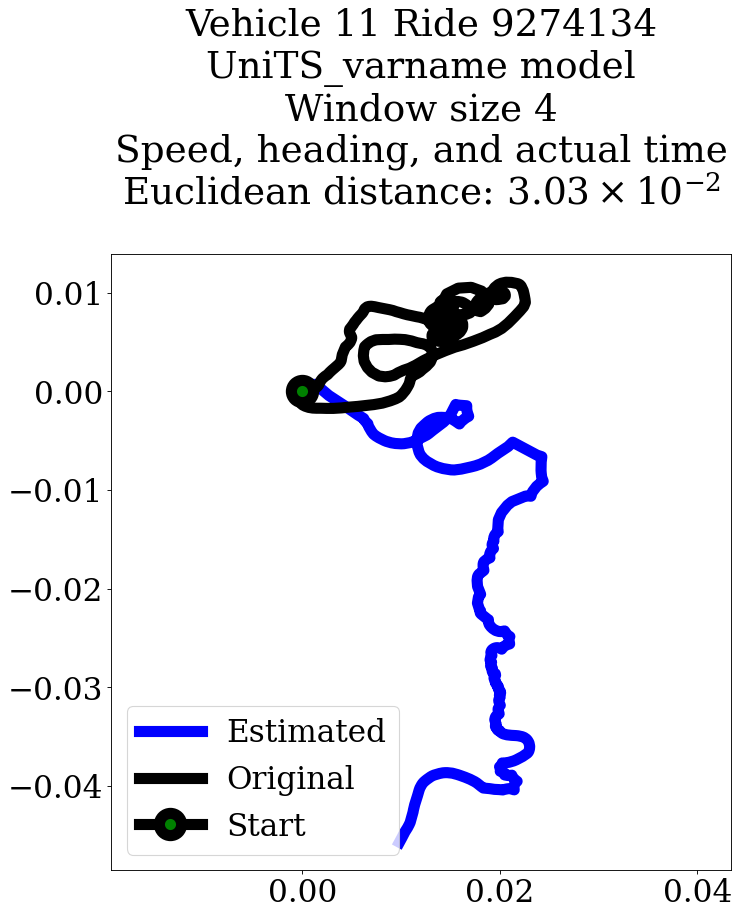 Vehicle 11 Ride 9274134
UniTS_varname model
Window size 4
Speed, heading, and actual time
Euclidean distance: 3.03 × 10⁻²
0.01
0.00
−0.01
−0.02
−0.03
−0.04
Estimated
Original
Start
0.00 0.02 0.04